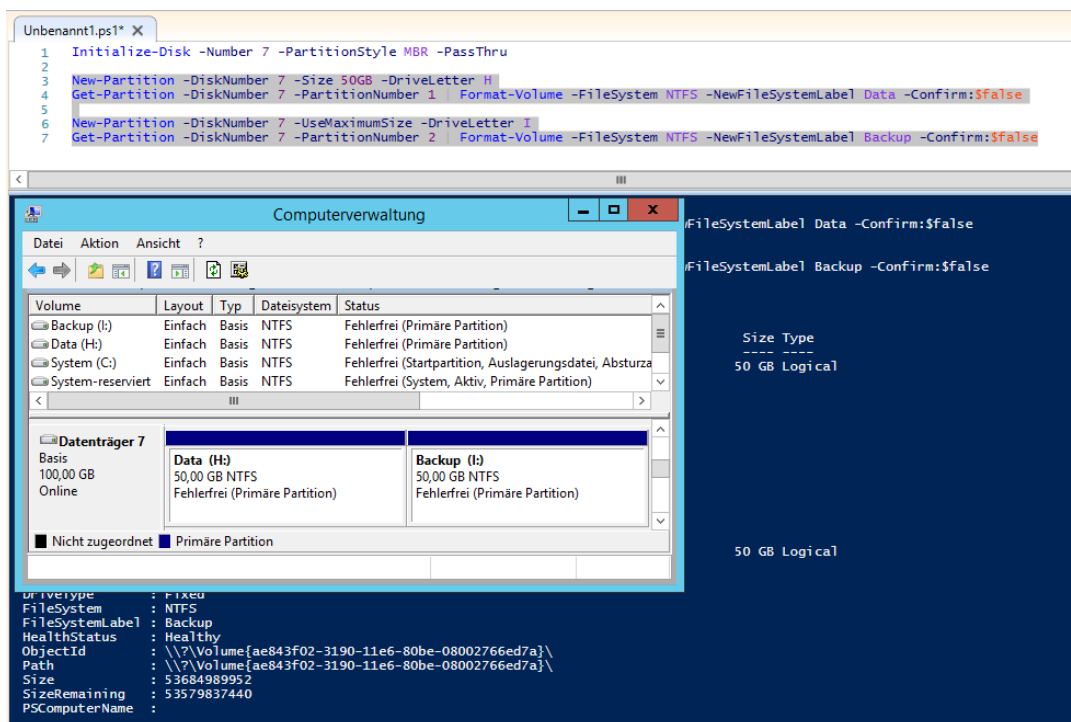 Unbenannt1.ps1* X
1 Initialize-Disk -Number 7 -PartitionStyle MBR -PassThru
2
3 New-Partition -DiskNumber 7 -Size 50GB -DriveLetter H
4 Get-Partition -DiskNumber 7 -PartitionNumber 1 | Format-Volume -FileSystem NTFS -NewFileSystemLabel Data -Confirm:$false
5
6 New-Partition -DiskNumber 7 -UseMaximumSize -DriveLetter I
7 Get-Partition -DiskNumber 7 -PartitionNumber 2 | Format-Volume -FileSystem NTFS -NewFileSystemLabel Backup -Confirm:$false
Computerverwaltung
FileSystemLabel Data -Confirm:$false
Datei Aktion Ansicht ?
FileSystemLabel Backup -Confirm:$false
Volume Layout Typ Dateisystem Status
Backup (I:) Einfach Basis NTFS Fehlerfrei (Primäre Partition)
Data (H:) Einfach Basis NTFS Fehlerfrei (Primäre Partition)
System (C:) Einfach Basis NTFS Fehlerfrei (Startpartition, Auslagerungsdatei, Absturza
System-reserviert Einfach Basis NTFS Fehlerfrei (System, Aktiv, Primäre Partition)
Size Type
---- ----
50 GB Logical
Datenträger 7
Basis
100,00 GB
Online
Data (H:)
50,00 GB NTFS
Fehlerfrei (Primäre Partition)
Backup (I:)
50,00 GB NTFS
Fehlerfrei (Primäre Partition)
Nicht zugeordnet Primäre Partition
50 GB Logical
DriveType : Fixed
FileSystem : NTFS
FileSystemLabel : Backup
HealthStatus : Healthy
ObjectId : \\?\Volume{ae843f02-3190-11e6-80be-08002766ed7a}\
Path : \\?\Volume{ae843f02-3190-11e6-80be-08002766ed7a}\
Size : 53684989952
SizeRemaining : 53579837440
PSComputerName :